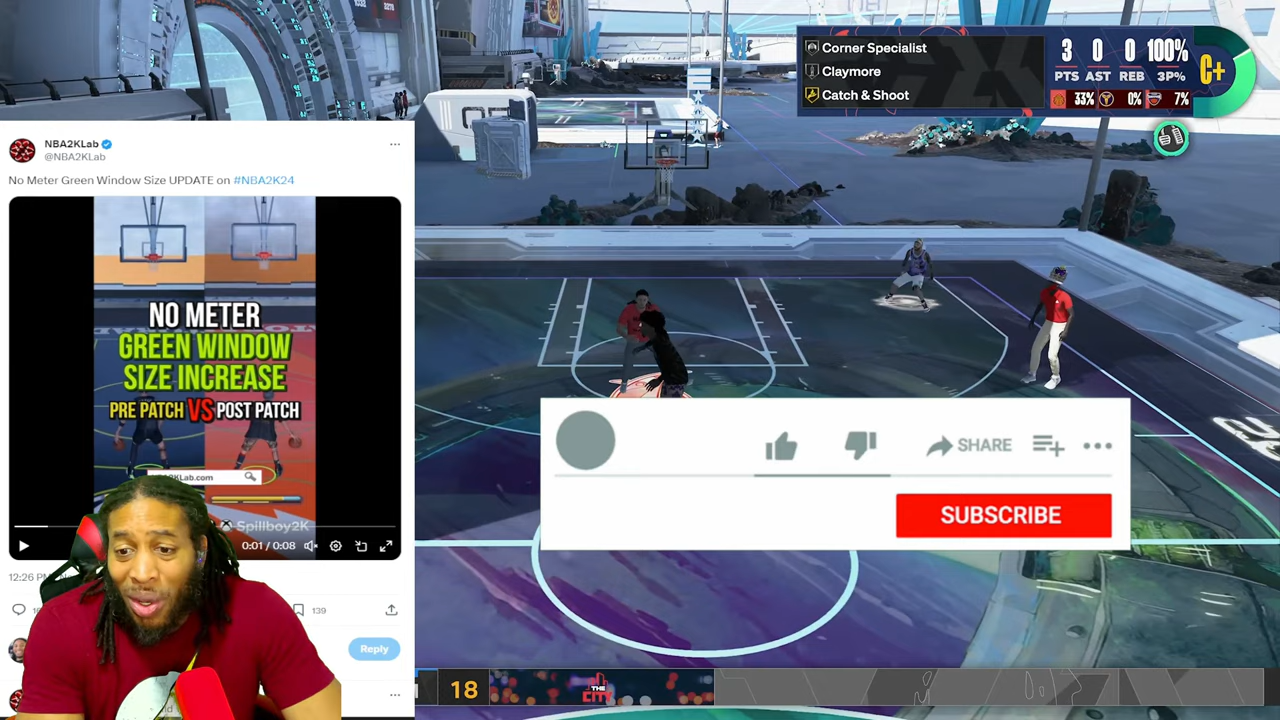 NBA2KLab
@NBA2KLab
No Meter Green Window Size UPDATE on #NBA2K24
NO METER
GREEN WINDOW
SIZE INCREASE
PRE PATCH VS POST PATCH
Spillboy2K
0:01 / 0:08
12:26
139
Reply
Corner Specialist
Claymore
Catch & Shoot
3 0 0 100%
PTS AST REB 3P%
33% 0% 7%
C+
SHARE
SUBSCRIBE
18
THE CITY